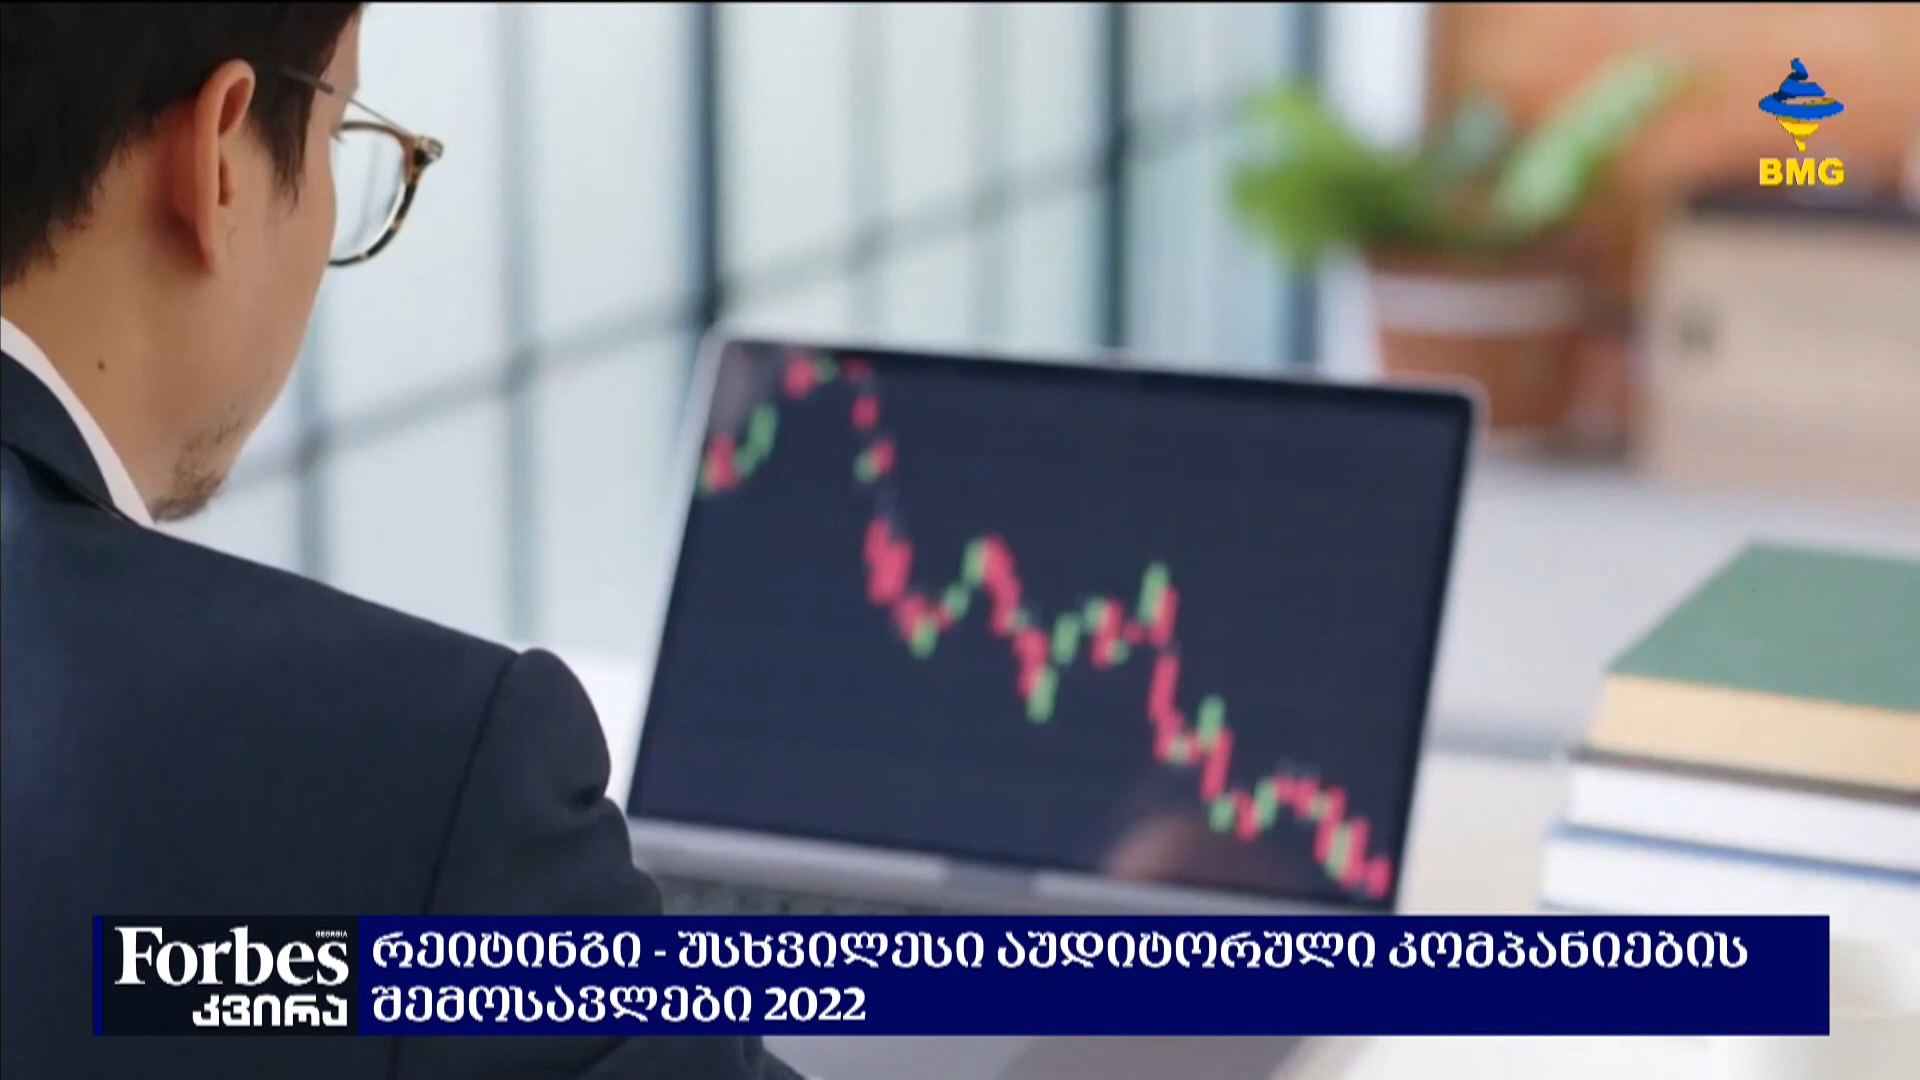 BMG
Forbes
GEORGIA
კვირა
რეიტინგი - უსხვილესი აუდიტორული კომპანიების
შემოსავლები 2022